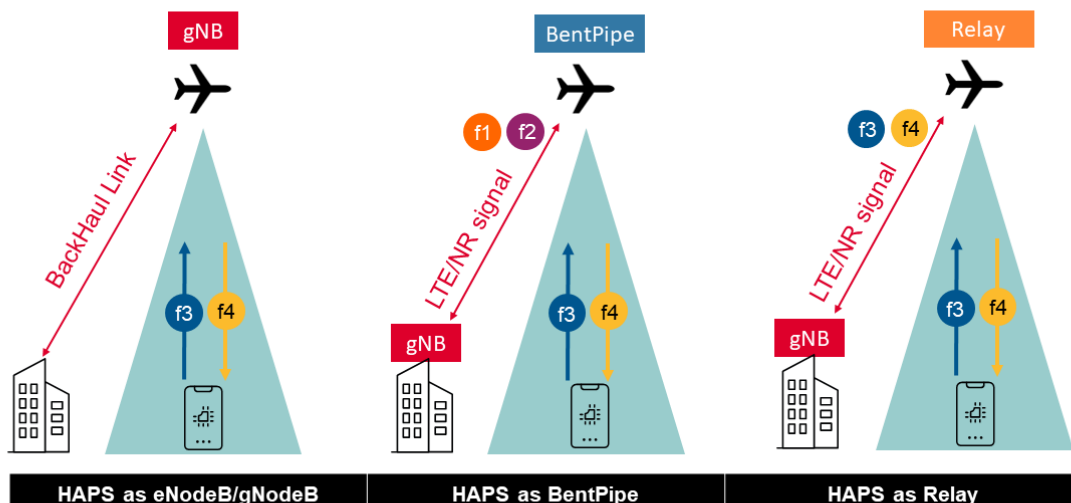 gNB
BackHaul Link
f3 f4
HAPS as eNodeB/gNodeB
BentPipe
f1 f2
LTE/NR signal
gNB
f3 f4
HAPS as BentPipe
Relay
f3 f4
LTE/NR signal
gNB
f3 f4
HAPS as Relay